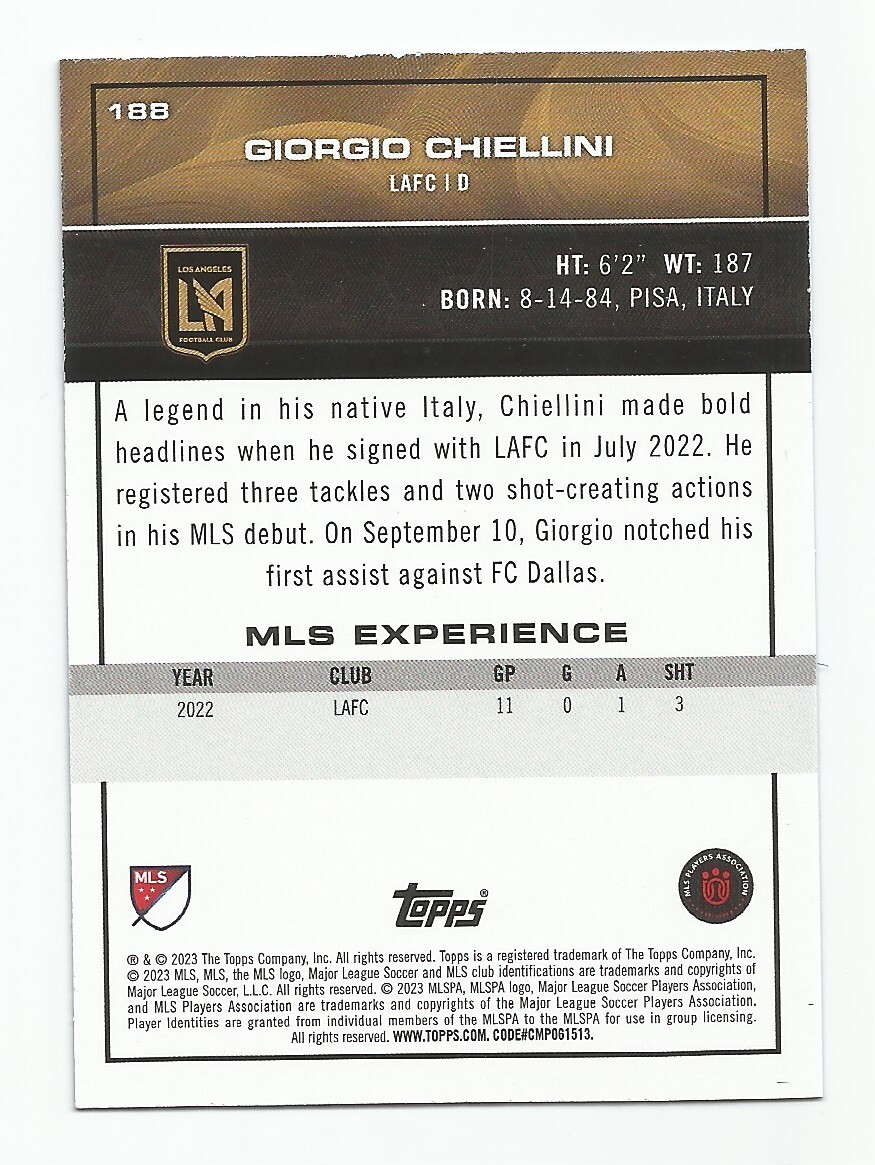 188
GIORGIO CHIELLINI
LAFC | D
LOS ANGELES
LA
FOOTBALL CLUB
HT: 6'2" WT: 187
BORN: 8-14-84, PISA, ITALY
A legend in his native Italy, Chiellini made bold
headlines when he signed with LAFC in July 2022. He
registered three tackles and two shot-creating actions
in his MLS debut. On September 10, Giorgio notched his
first assist against FC Dallas.
MLS EXPERIENCE
YEAR CLUB GP G A SHT
2022 LAFC 11 0 1 3
MLS
Topps®
MLS PLAYERS ASSOCIATION
® & © 2023 The Topps Company, Inc. All rights reserved. Topps is a registered trademark of The Topps Company, Inc.
© 2023 MLS, MLS, the MLS logo, Major League Soccer and MLS club identifications are trademarks and copyrights of
Major League Soccer, L.L.C. All rights reserved. © 2023 MLSPA, MLSPA logo, Major League Soccer Players Association,
and MLS Players Association are trademarks and copyrights of the Major League Soccer Players Association.
Player Identities are granted from individual members of the MLSPA to the MLSPA for use in group licensing.
All rights reserved. WWW.TOPPS.COM. CODE#CMP061513.